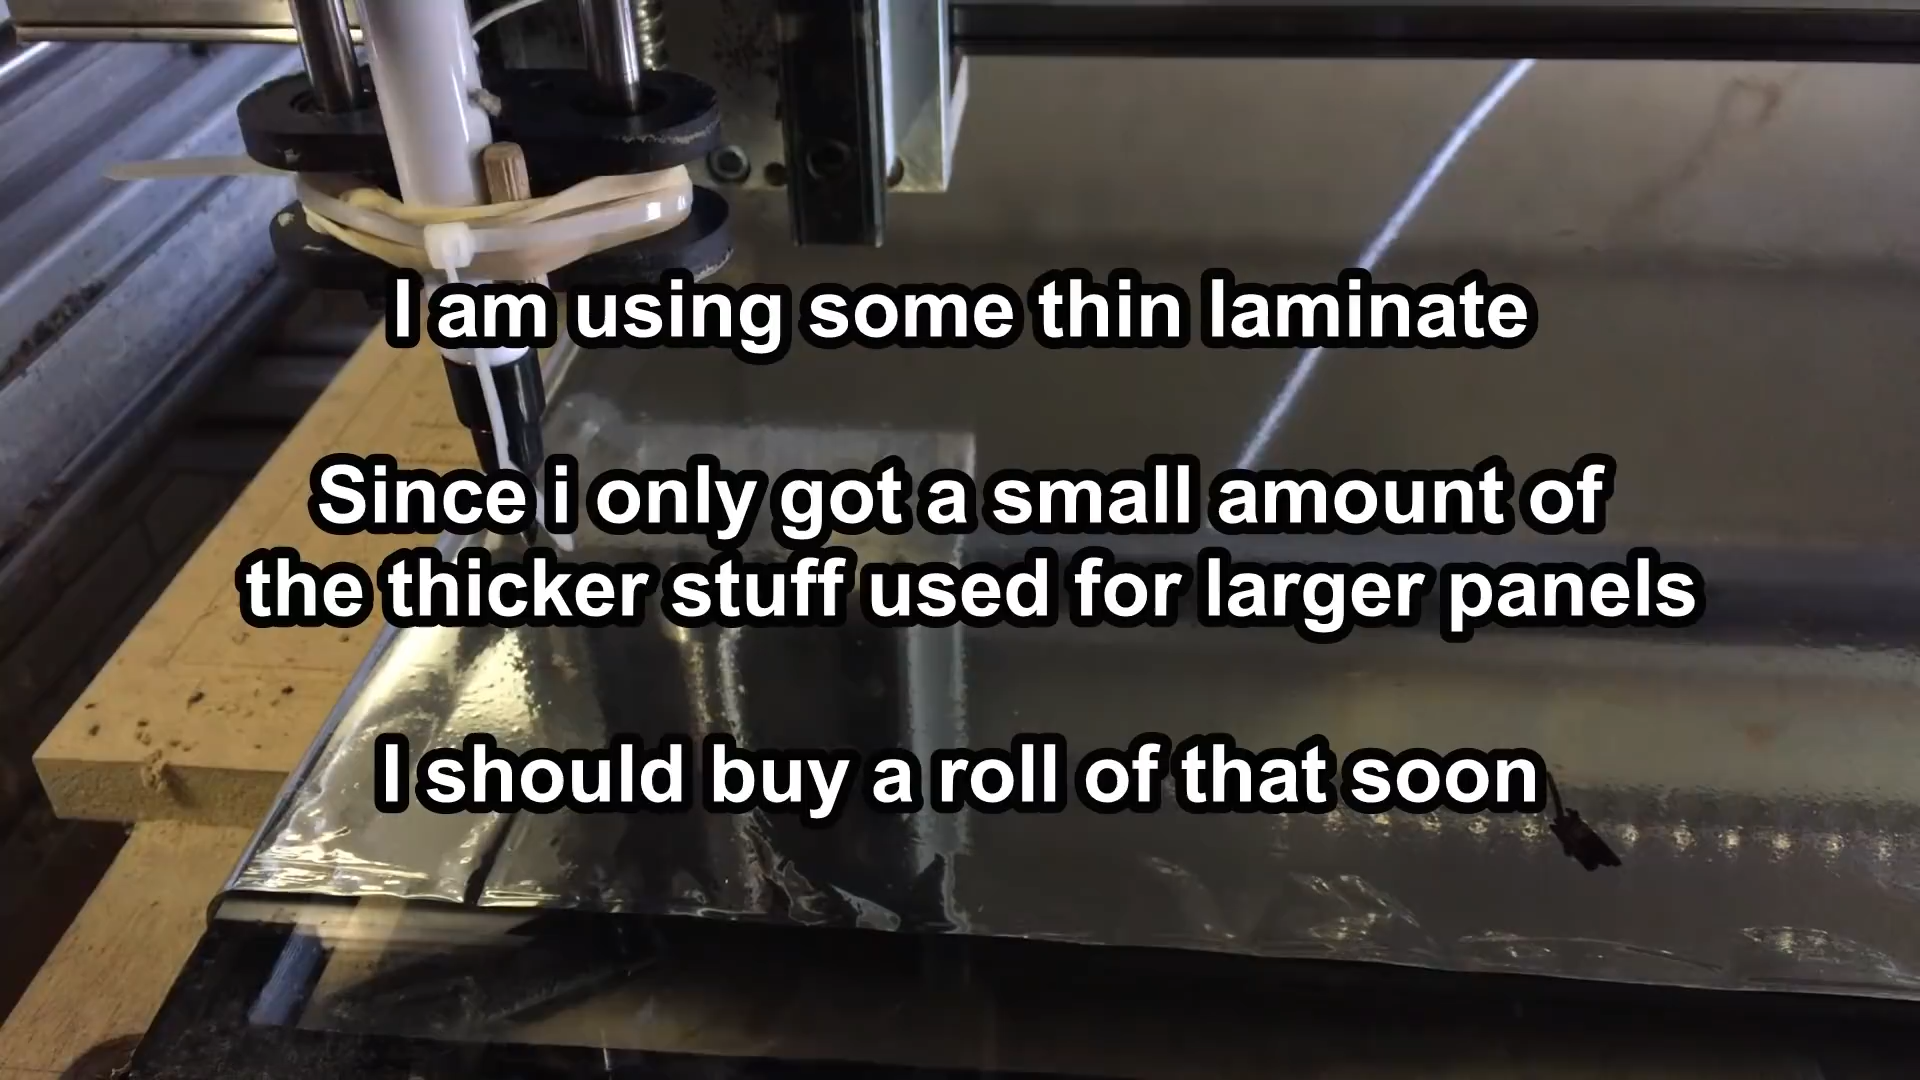 I am using some thin laminate
Since i only got a small amount of
the thicker stuff used for larger panels
I should buy a roll of that soon